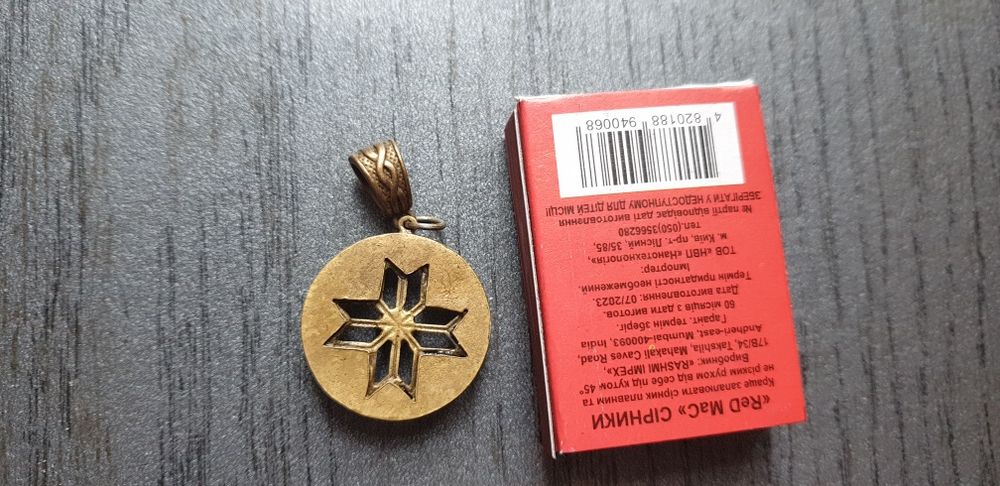 «ReD MaC» СІРНИКИ
Краще запалювати сірник плавним та
не різким рухом від себе під кутом 45°
Виробник: «RASHMI IMPEX»,
17B/34, Takshila, Mahakali Caves Road,
Andheri-east, Mumbai-400093, India
Гарант. термін зберіг.
60 місяців з дати виготов.
Дата виготовлення: 07/2023.
Термін придатності необмежений.
Імпортер:
ТОВ «НВП «Нанотехнологія»,
м. Київ, пр-т. Лісний, 35/85,
тел.(050)3566280
№ партії відповідає даті виготовлення
ЗБЕРІГАТИ У НЕДОСТУПНОМУ ДЛЯ ДІТЕЙ МІСЦІ!
4 820188 940068